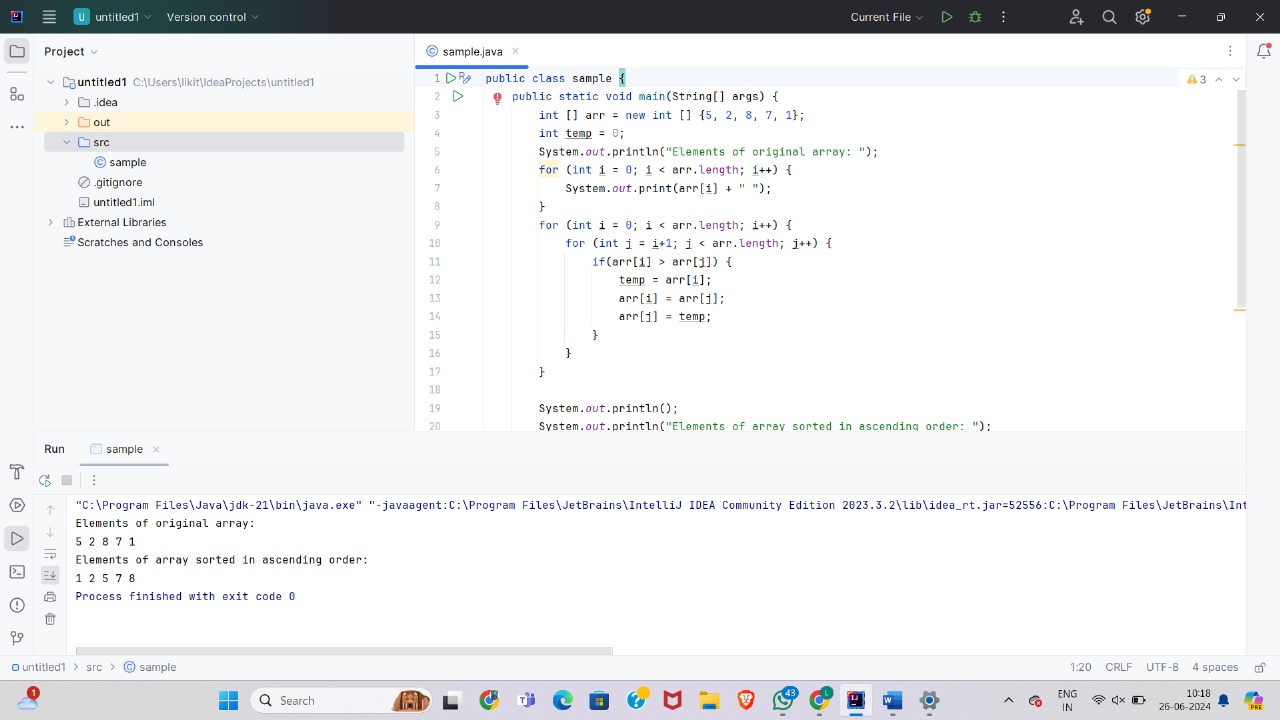 U untitled1 Version control Current File
Project
sample.java
untitled1 C:\Users\likit\IdeaProjects\untitled1
.idea
out
src
sample
.gitignore
untitled1.iml
External Libraries
Scratches and Consoles
3
1 public class sample {
2 public static void main(String[] args) {
3 int [] arr = new int [] {5, 2, 8, 7, 1};
4 int temp = 0;
5 System.out.println("Elements of original array: ");
6 for (int i = 0; i < arr.length; i++) {
7 System.out.print(arr[i] + " ");
8 }
9 for (int i = 0; i < arr.length; i++) {
10 for (int j = i+1; j < arr.length; j++) {
11 if(arr[i] > arr[j]) {
12 temp = arr[i];
13 arr[i] = arr[j];
14 arr[j] = temp;
15 }
16 }
17 }
18
19 System.out.println();
20 System.out.println("Elements of array sorted in ascending order: ");
Run sample
"C:\Program Files\Java\jdk-21\bin\java.exe" "-javaagent:C:\Program Files\JetBrains\IntelliJ IDEA Community Edition 2023.3.2\lib\idea_rt.jar=52556:C:\Program Files\JetBrains\Int
Elements of original array:
5 2 8 7 1
Elements of array sorted in ascending order:
1 2 5 7 8
Process finished with exit code 0
untitled1 > src > sample 1:20 CRLF UTF-8 4 spaces
1 Search 43 L ENG 10:18
IN 26-06-2024
PRE